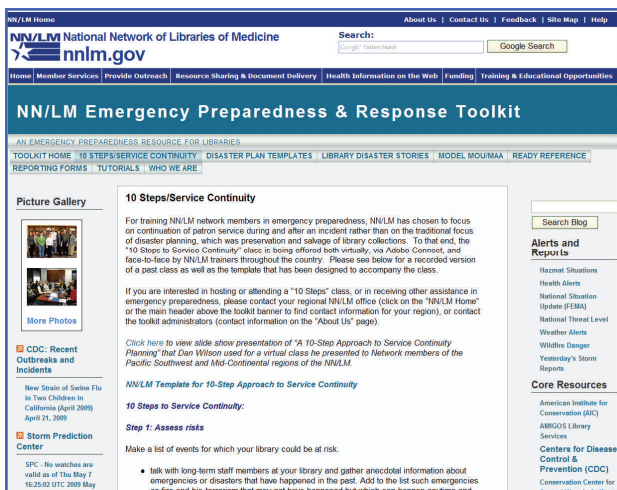 NN/LM Home
About Us | Contact Us | Feedback | Site Map | Help
NN/LM National Network of Libraries of Medicine
nnlm.gov
Search:
Google™ Custom Search
Google Search
Home Member Services Provide Outreach Resource Sharing & Document Delivery Health Information on the Web Funding Training & Educational Opportunities
NN/LM Emergency Preparedness & Response Toolkit
AN EMERGENCY PREPAREDNESS RESOURCE FOR LIBRARIES
TOOLKIT HOME 10 STEPS/SERVICE CONTINUITY DISASTER PLAN TEMPLATES LIBRARY DISASTER STORIES MODEL MOU/MAA READY REFERENCE
REPORTING FORMS TUTORIALS WHO WE ARE
Picture Gallery
More Photos
CDC: Recent
Outbreaks and
Incidents
New Strain of Swine Flu
in Two Children in
California (April 2009)
April 21, 2009
Storm Prediction
Center
SPC - No watches are
valid as of Thu May 7
16:25:02 UTC 2009 May
10 Steps/Service Continuity
For training NN/LM network members in emergency preparedness, NN/LM has chosen to focus
on continuation of patron service during and after an incident rather than on the traditional focus
of disaster planning, which was preservation and salvage of library collections. To that end, the
"10 Steps to Service Continuity" class is being offered both virtually, via Adobe Connect, and
face-to-face by NN/LM trainers throughout the country. Please see below for a recorded version
of a past class as well as the template that has been designed to accompany the class.
If you are interested in hosting or attending a "10 Steps" class, or in receiving other assistance in
emergency preparedness, please contact your regional NN/LM office (click on the "NN/LM Home"
or the main header above the toolkit banner to find contact information for your region), or contact
the toolkit administrators (contact information on the "About Us" page).
Click here to view slide show presentation of "A 10-Step Approach to Service Continuity
Planning" that Dan Wilson used for a virtual class he presented to Network members of the
Pacific Southwest and Mid-Continental regions of the NN/LM.
NN/LM Template for 10-Step Approach to Service Continuity
10 Steps to Service Continuity:
Step 1: Assess risks
Make a list of events for which your library could be at risk.
• talk with long-term staff members at your library and gather anecdotal information about
emergencies or disasters that have happened in the past. Add to the list such emergencies
Search Blog
Alerts and
Reports
Hazmat Situations
Health Alerts
National Situation
Update (FEMA)
National Threat Level
Weather Alerts
Wildfire Danger
Yesterday's Storm
Reports
Core Resources
American Institute for
Conservation (AIC)
AMIGOS Library
Services
Centers for Disease
Control &
Prevention (CDC)
Conservation Center for